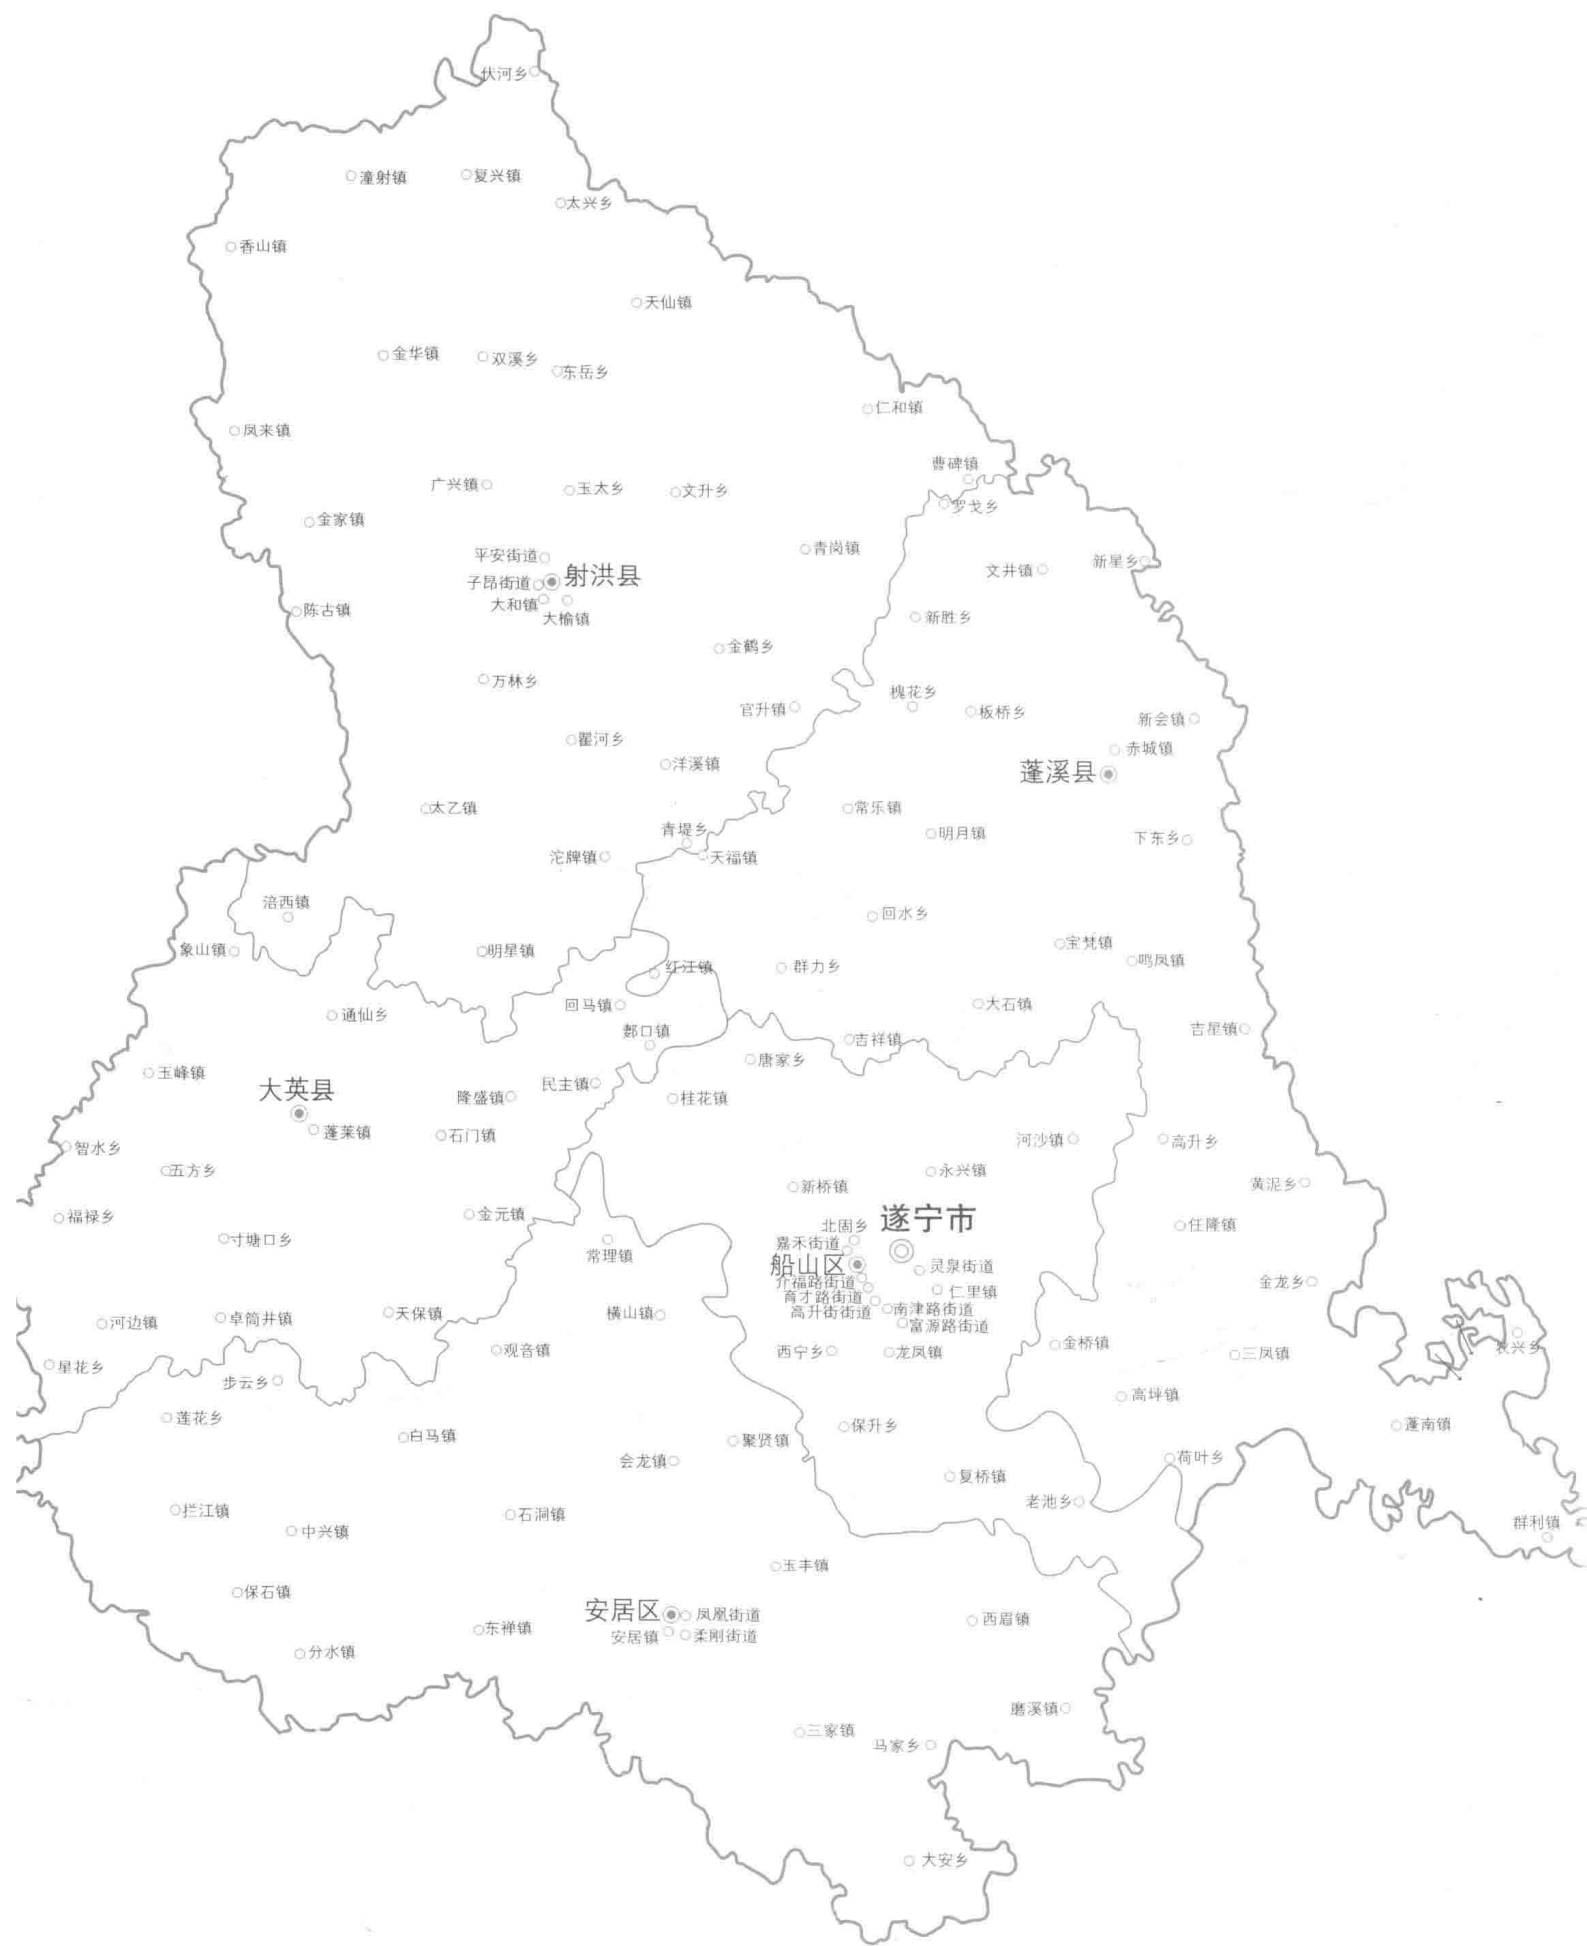 伏河乡
潼射镇
复兴镇
太兴乡
香山镇
天仙镇
金华镇
双溪乡
东岳乡
仁和镇
凤来镇
曹碑镇
广兴镇
玉太乡
文升乡
罗戈乡
金家镇
青岗镇
平安街道
新星乡
文井镇
射洪县
子昂街道
大和镇
陈古镇
大榆镇
新胜乡
金鹤乡
万林乡
槐花乡
官升镇
板桥乡
新会镇
瞿河乡
赤城镇
洋溪镇
蓬溪县
太乙镇
常乐镇
青堤乡
明月镇
下东乡
沱牌镇
天福镇
涪西镇
回水乡
宝梵镇
象山镇
明星镇
鸣凤镇
红江镇
群力乡
回马镇
大石镇
通仙乡
吉星镇
郪口镇
吉祥镇
唐家乡
玉峰镇
民主镇
大英县
隆盛镇
桂花镇
蓬莱镇
石门镇
河沙镇
高升乡
智水乡
五方乡
永兴镇
新桥镇
黄泥乡
福禄乡
金元镇
遂宁市
北固乡
任隆镇
寸塘口乡
嘉禾街道
常理镇
船山区
灵泉街道
介福路街道
金龙乡
仁里镇
育才路街道
南津路街道
高升街街道
天保镇
横山镇
卓筒井镇
河边镇
富源路街道
金桥镇
农兴乡
观音镇
西宁乡
龙凤镇
三凤镇
星花乡
步云乡
高坪镇
莲花乡
保升乡
蓬南镇
白马镇
聚贤镇
荷叶乡
会龙镇
复桥镇
老池乡
拦江镇
石洞镇
群利镇
中兴镇
玉丰镇
保石镇
安居区
凤凰街道
西眉镇
东禅镇
安居镇
柔刚街道
分水镇
磨溪镇
三家镇
马家乡
大安乡